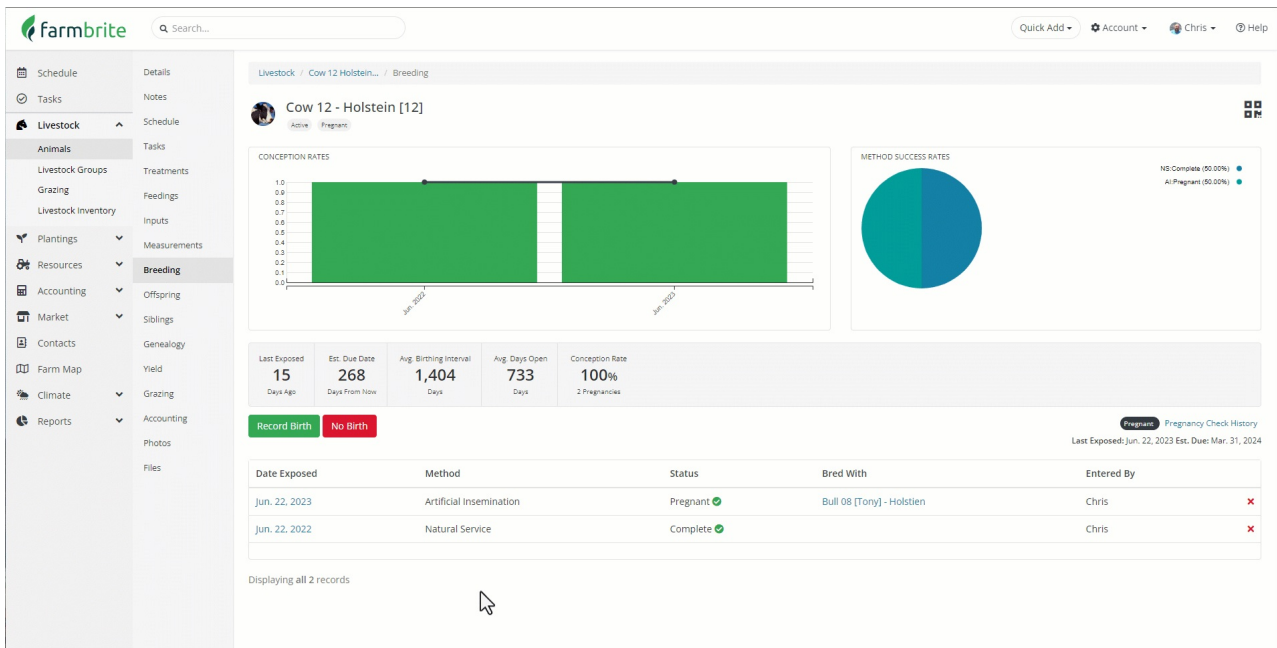 farmbrite
Search...
Quick Add
Account
Chris
Help
Schedule
Tasks
Livestock
Animals
Livestock Groups
Grazing
Livestock Inventory
Plantings
Resources
Accounting
Market
Contacts
Farm Map
Climate
Reports
Details
Notes
Schedule
Tasks
Treatments
Feedings
Inputs
Measurements
Breeding
Offspring
Siblings
Genealogy
Yield
Grazing
Accounting
Photos
Files
Livestock / Cow 12 Holstein... / Breeding
Cow 12 - Holstein [12]
Active Pregnant
CONCEPTION RATES
1.0
0.9
0.8
0.7
0.6
0.5
0.4
0.3
0.2
0.1
0.0
Jun. 2022
Jun. 2023
METHOD SUCCESS RATES
NS:Complete (50.00%)
AI:Pregnant (50.00%)
Last Exposed
15
Days Ago
Est. Due Date
268
Days From Now
Avg. Birthing Interval
1,404
Days
Avg. Days Open
733
Days
Conception Rate
100%
2 Pregnancies
Record Birth
No Birth
Pregnant Pregnancy Check History
Last Exposed: Jun. 22, 2023 Est. Due: Mar. 31, 2024
Date Exposed Method Status Bred With Entered By
Jun. 22, 2023 Artificial Insemination Pregnant Bull 08 [Tony] - Holstien Chris
Jun. 22, 2022 Natural Service Complete Chris
Displaying all 2 records